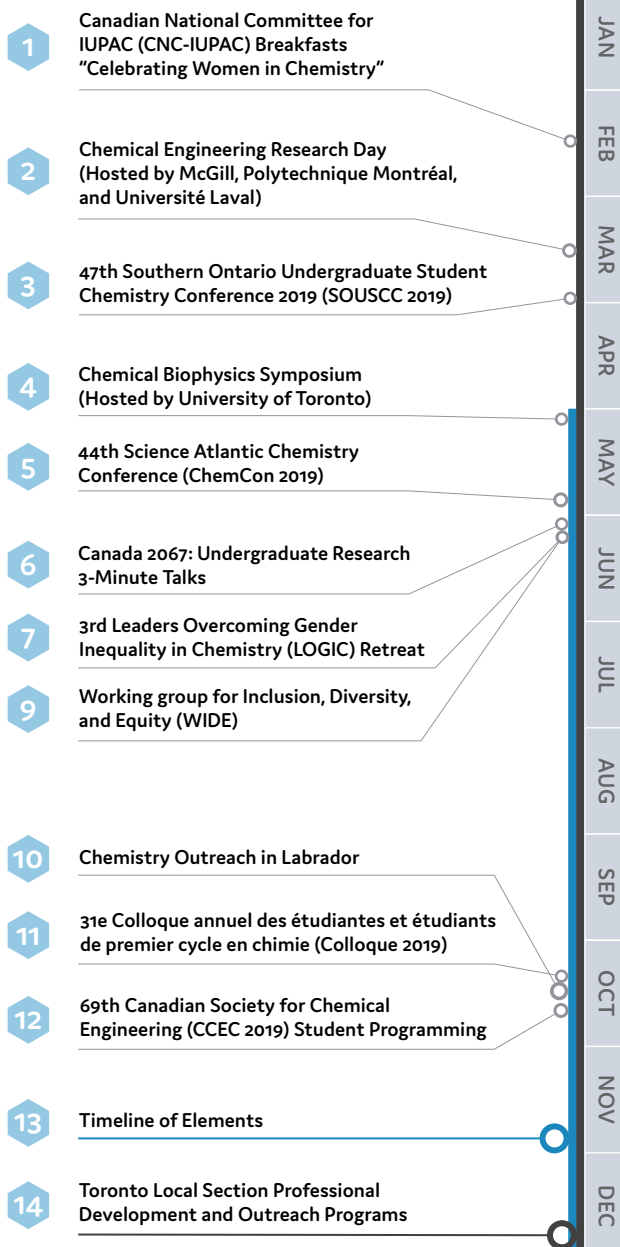 1
Canadian National Committee for
IUPAC (CNC-IUPAC) Breakfasts
“Celebrating Women in Chemistry”
2
Chemical Engineering Research Day
(Hosted by McGill, Polytechnique Montréal,
and Université Laval)
3
47th Southern Ontario Undergraduate Student
Chemistry Conference 2019 (SOUSCC 2019)
4
Chemical Biophysics Symposium
(Hosted by University of Toronto)
5
44th Science Atlantic Chemistry
Conference (ChemCon 2019)
6
Canada 2067: Undergraduate Research
3-Minute Talks
7
3rd Leaders Overcoming Gender
Inequality in Chemistry (LOGIC) Retreat
9
Working group for Inclusion, Diversity,
and Equity (WIDE)
10
Chemistry Outreach in Labrador
11
31e Colloque annuel des étudiantes et étudiants
de premier cycle en chimie (Colloque 2019)
12
69th Canadian Society for Chemical
Engineering (CCEC 2019) Student Programming
13
Timeline of Elements
14
Toronto Local Section Professional
Development and Outreach Programs
JAN
FEB
MAR
APR
MAY
JUN
JUL
AUG
SEP
OCT
NOV
DEC